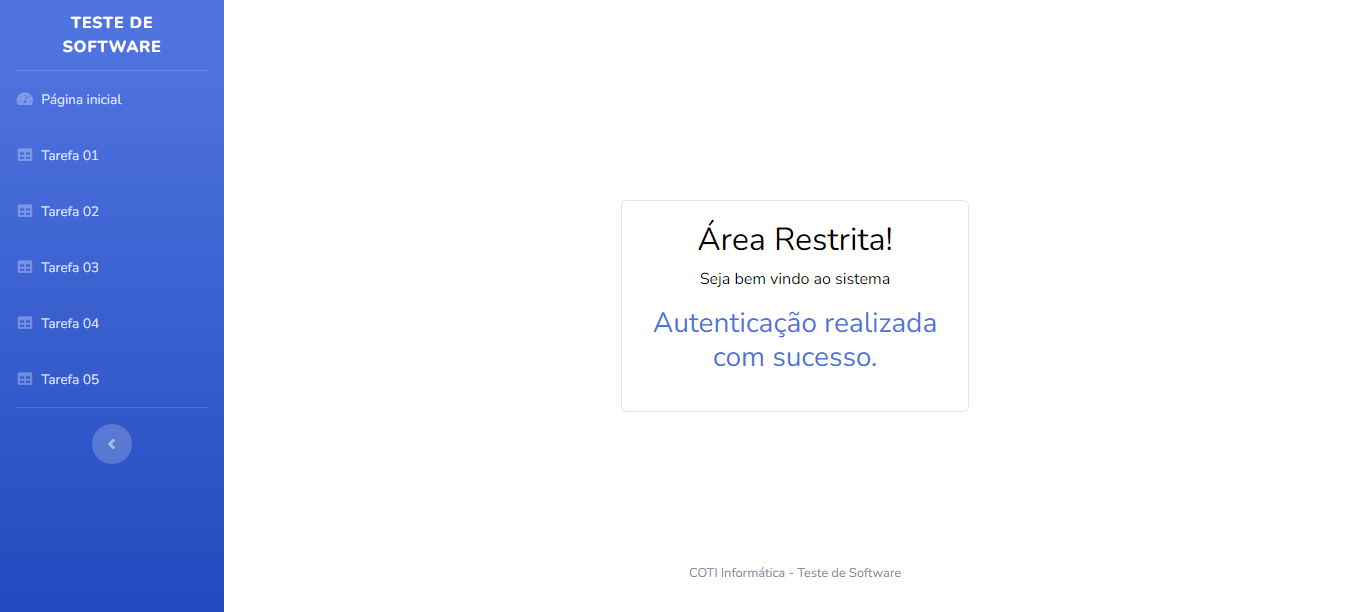 TESTE DE
SOFTWARE
Página inicial
Tarefa 01
Tarefa 02
Tarefa 03
Tarefa 04
Tarefa 05
Área Restrita!
Seja bem vindo ao sistema
Autenticação realizada
com sucesso.
COTI Informática - Teste de Software